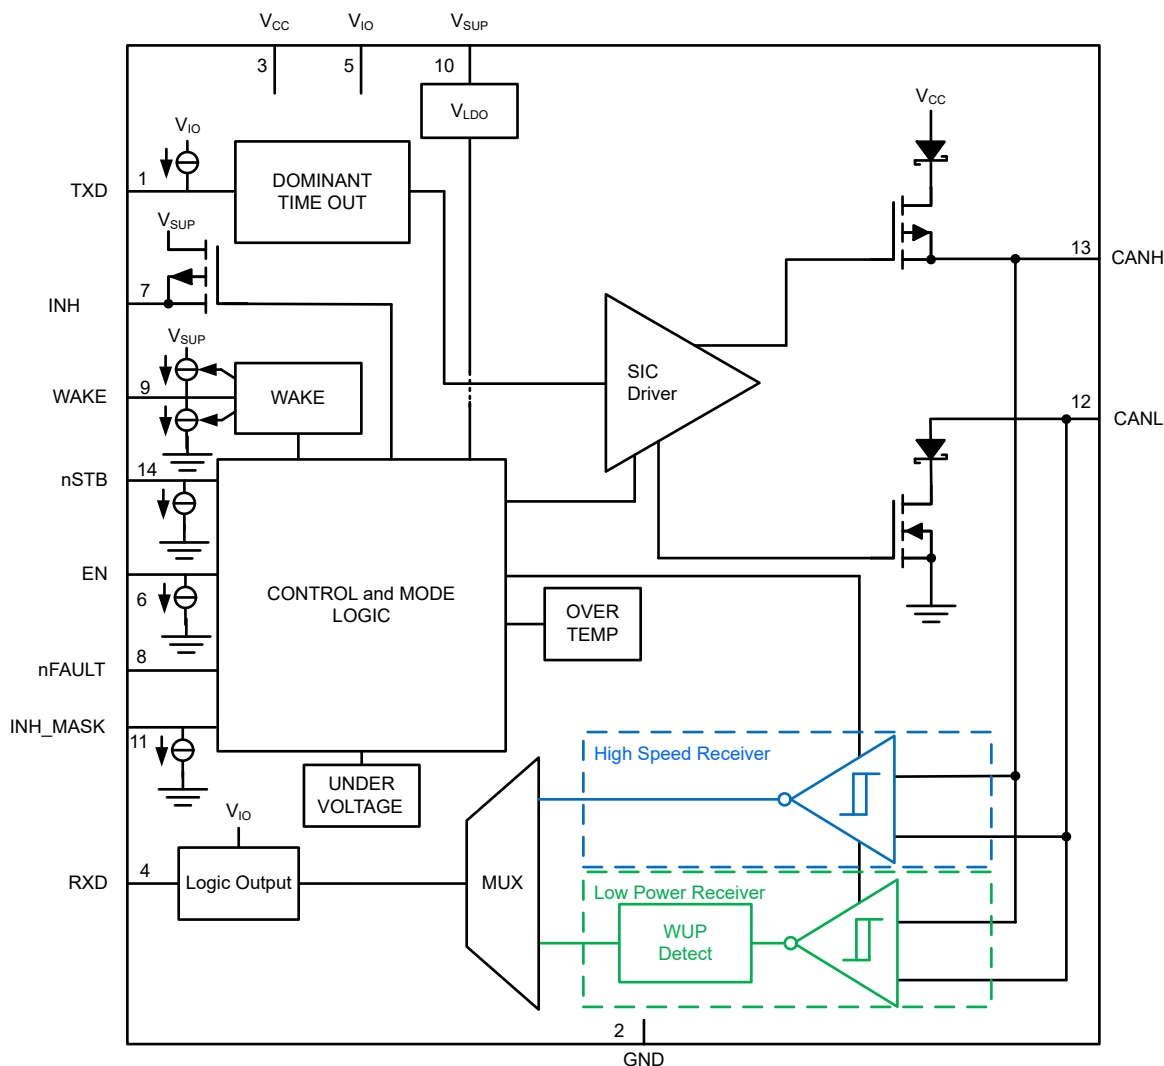 VCC
VIO
VSUP
3
5
10
VLDO
VCC
VIO
TXD
1
DOMINANT
TIME OUT
VSUP
INH
7
13
CANH
VSUP
WAKE
9
WAKE
SIC
Driver
12
CANL
nSTB
14
EN
6
CONTROL and MODE
LOGIC
OVER
TEMP
nFAULT
8
INH_MASK
11
UNDER
VOLTAGE
High Speed Receiver
VIO
RXD
4
Logic Output
MUX
Low Power Receiver
WUP
Detect
2
GND